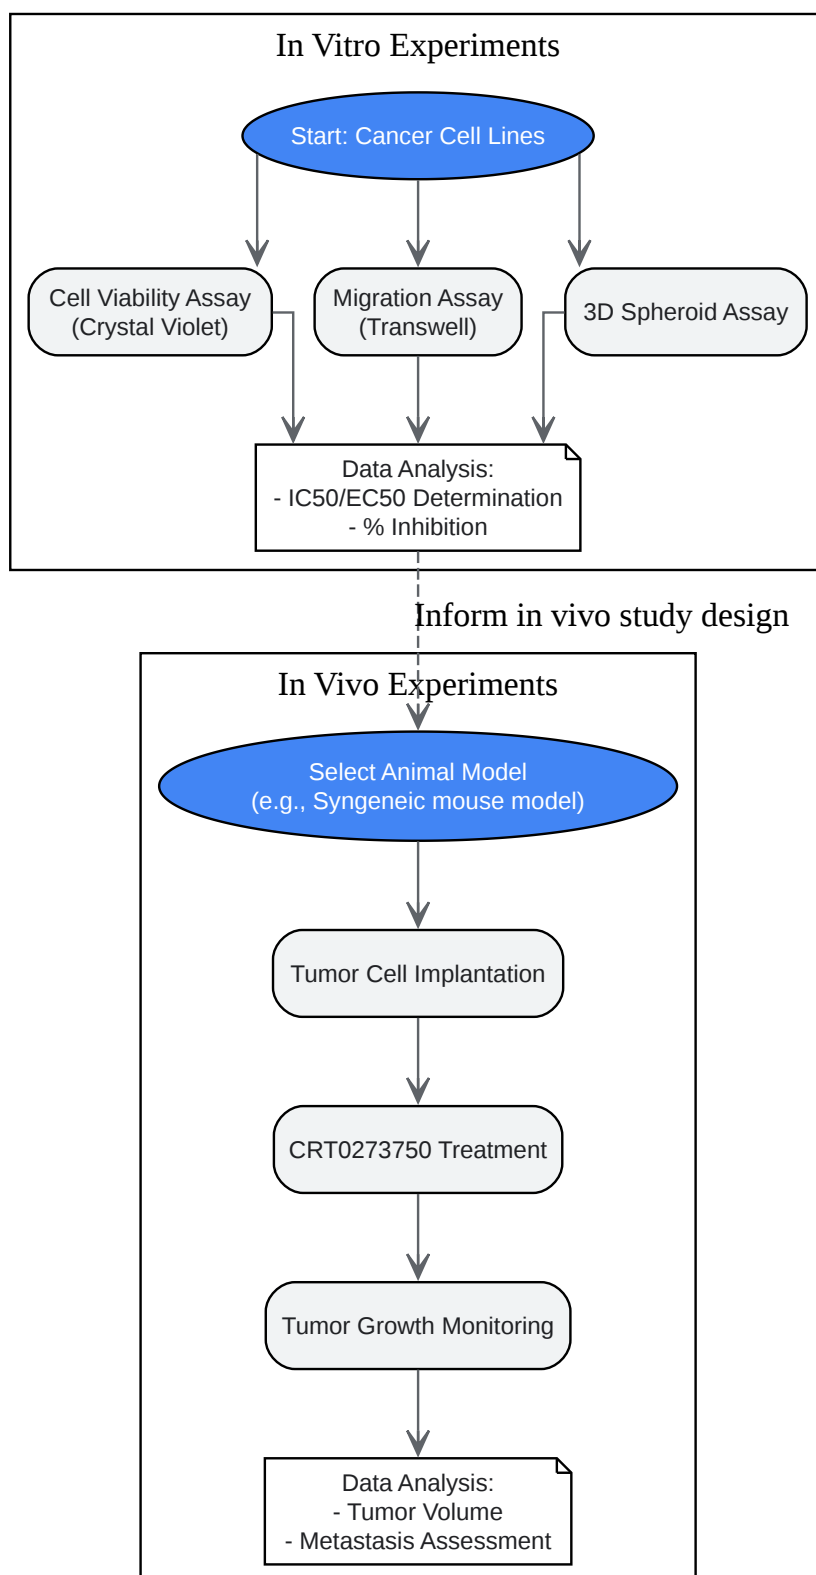 In Vitro Experiments
Start: Cancer Cell Lines
Cell Viability Assay
(Crystal Violet)
Migration Assay
(Transwell)
3D Spheroid Assay
Data Analysis:
- IC50/EC50 Determination
- % Inhibition
Inform in vivo study design
In Vivo Experiments
Select Animal Model
(e.g., Syngeneic mouse model)
Tumor Cell Implantation
CRT0273750 Treatment
Tumor Growth Monitoring
Data Analysis:
- Tumor Volume
- Metastasis Assessment